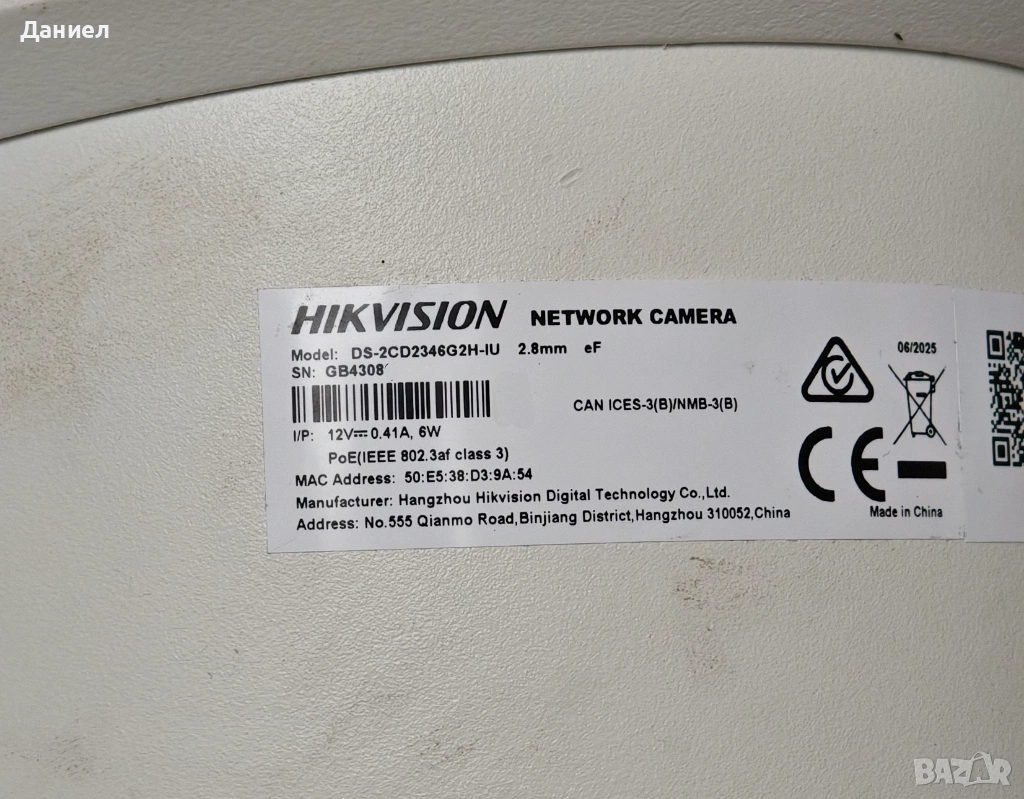 Даниел
HIKVISION NETWORK CAMERA
Model: DS-2CD2346G2H-IU 2.8mm eF
SN: GB4308
06/2025
CAN ICES-3(B)/NMB-3(B)
I/P: 12V⎓0.41A, 6W
PoE(IEEE 802.3af class 3)
MAC Address: 50:E5:38:D3:9A:54
Manufacturer: Hangzhou Hikvision Digital Technology Co.,Ltd.
Address: No.555 Qianmo Road,Binjiang District,Hangzhou 310052,China
CE
Made in China
BAZAR